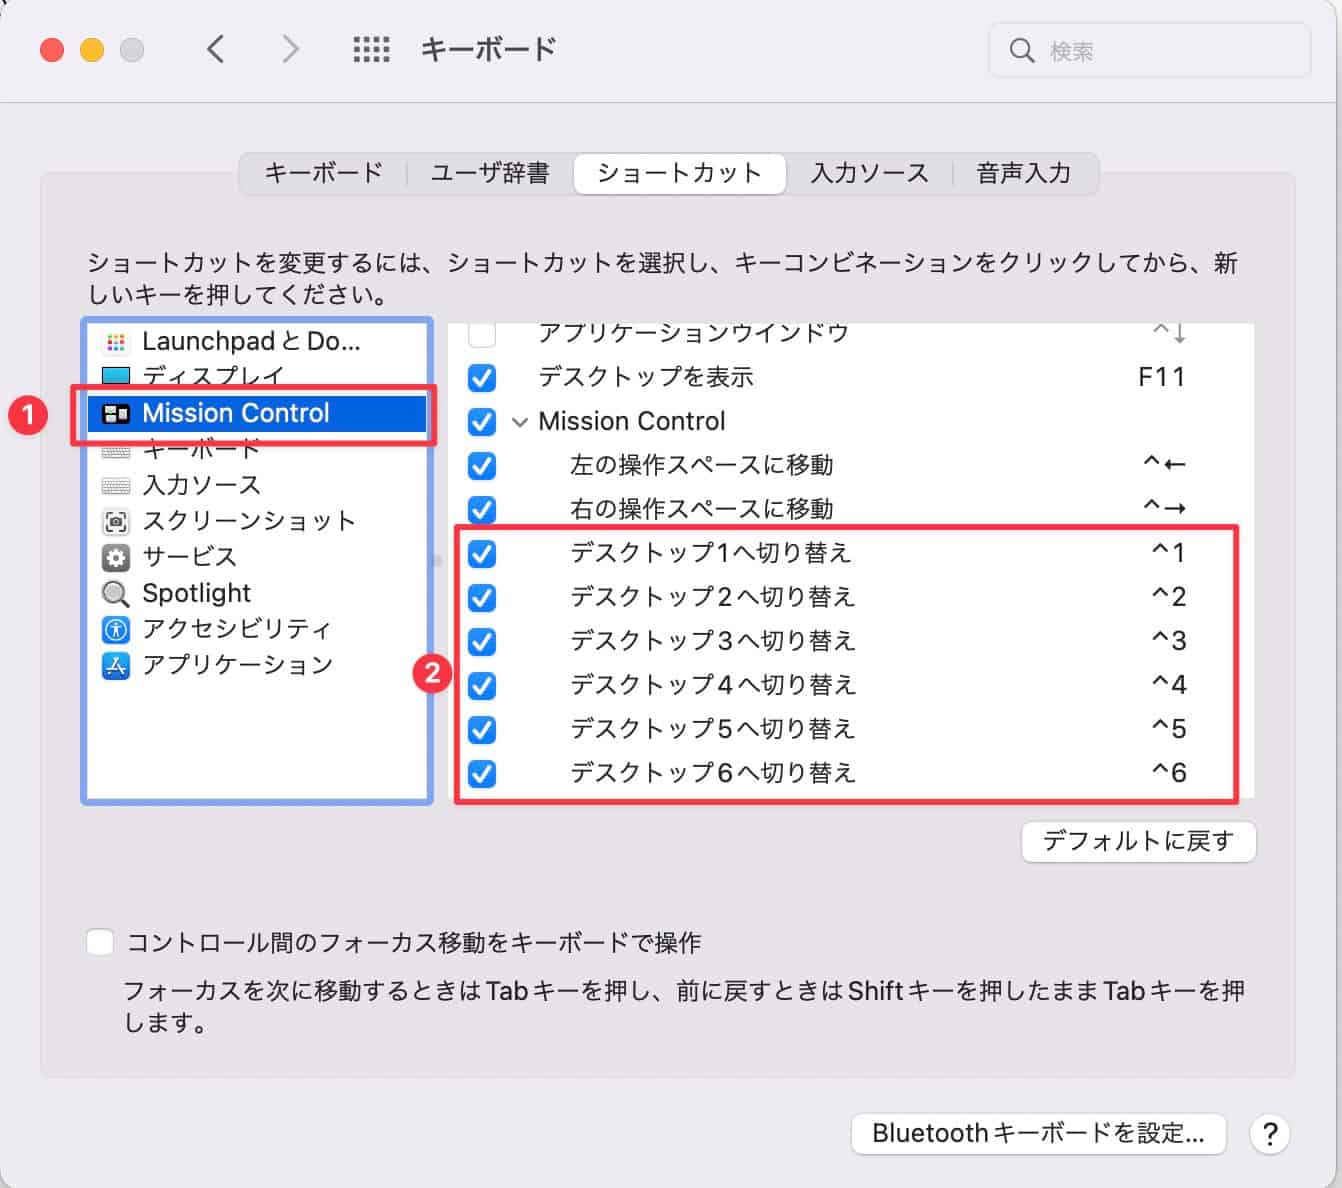 キーボード
検索
キーボード
ユーザ辞書
ショートカット
入力ソース
音声入力
ショートカットを変更するには、ショートカットを選択し、キーコンビネーションをクリックしてから、新
しいキーを押してください。
LaunchpadとDo...
ディスプレイ
1
Mission Control
キーボード
入力ソース
スクリーンショット
サービス
Spotlight
アクセシビリティ
アプリケーション
アプリケーションウインドウ ^↓
デスクトップを表示 F11
Mission Control
左の操作スペースに移動 ^←
右の操作スペースに移動 ^→
2
デスクトップ1へ切り替え ^1
デスクトップ2へ切り替え ^2
デスクトップ3へ切り替え ^3
デスクトップ4へ切り替え ^4
デスクトップ5へ切り替え ^5
デスクトップ6へ切り替え ^6
デフォルトに戻す
コントロール間のフォーカス移動をキーボードで操作
フォーカスを次に移動するときはTabキーを押し、前に戻すときはShiftキーを押したままTabキーを押
します。
Bluetoothキーボードを設定...
?